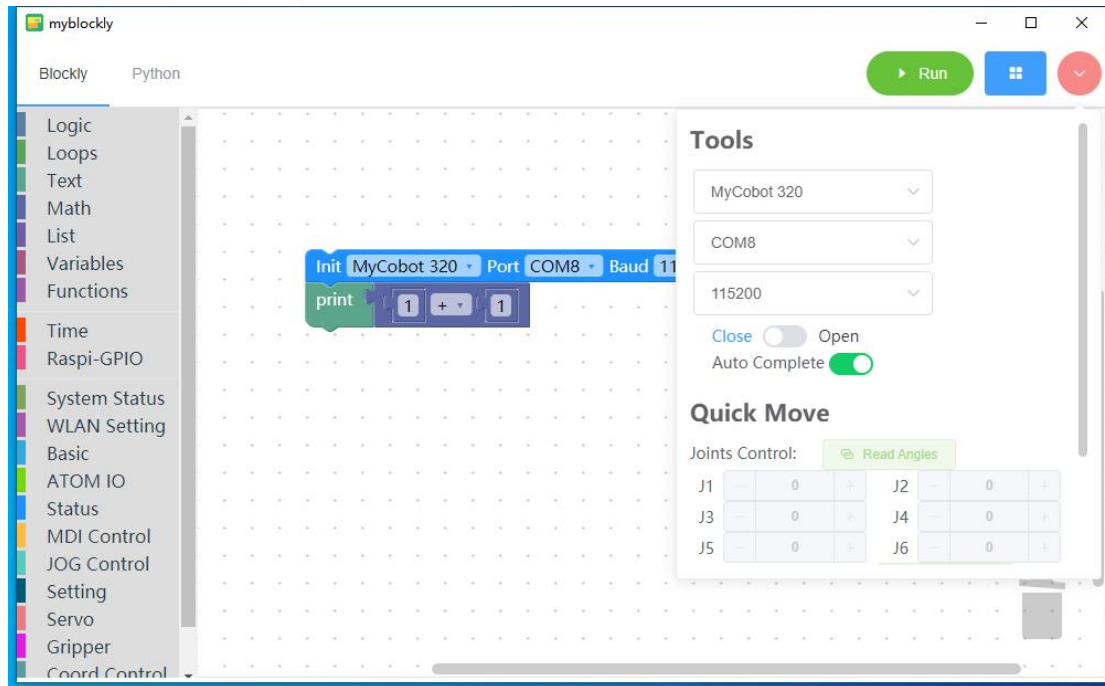 myblockly
Blockly Python
Run
Logic
Loops
Text
Math
List
Variables
Functions
Time
Raspi-GPIO
System Status
WLAN Setting
Basic
ATOM IO
Status
MDI Control
JOG Control
Setting
Servo
Gripper
Coord Control
Init MyCobot 320 Port COM8 Baud 11
print 1 + 1
Tools
MyCobot 320
COM8
115200
Close Open
Auto Complete
Quick Move
Joints Control: Read Angles
J1 - 0 + J2 - 0 +
J3 - 0 + J4 - 0 +
J5 - 0 + J6 - 0 +